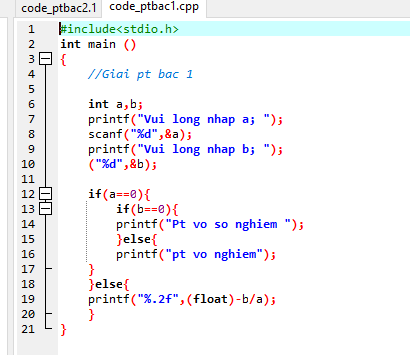 code_ptbac2.1 code_ptbac1.cpp
1 #include<stdio.h>
2 int main ()
3 {
4 //Giai pt bac 1
5
6 int a,b;
7 printf("Vui long nhap a; ");
8 scanf("%d",&a);
9 printf("Vui long nhap b; ");
10 ("%d",&b);
11
12 if(a==0){
13 if(b==0){
14 printf("Pt vo so nghiem ");
15 }else{
16 printf("pt vo nghiem");
17 }
18 }else{
19 printf("%.2f",(float)-b/a);
20 }
21 }